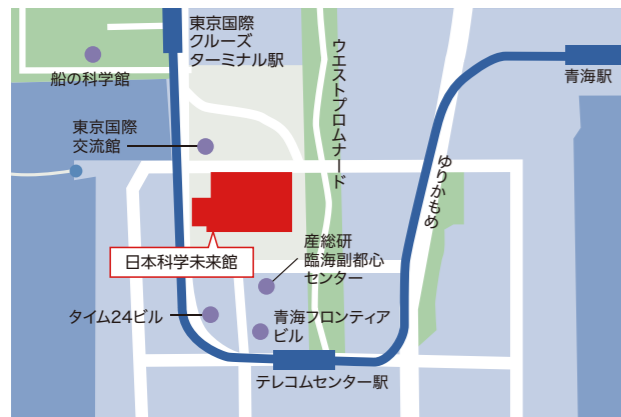 東京国際
クルーズ
ターミナル駅
船の科学館
ウエストプロムナード
青海駅
東京国際
交流館
ゆりかもめ
日本科学未来館
産総研
臨海副都心
センター
タイム24ビル
青海フロンティア
ビル
テレコムセンター駅